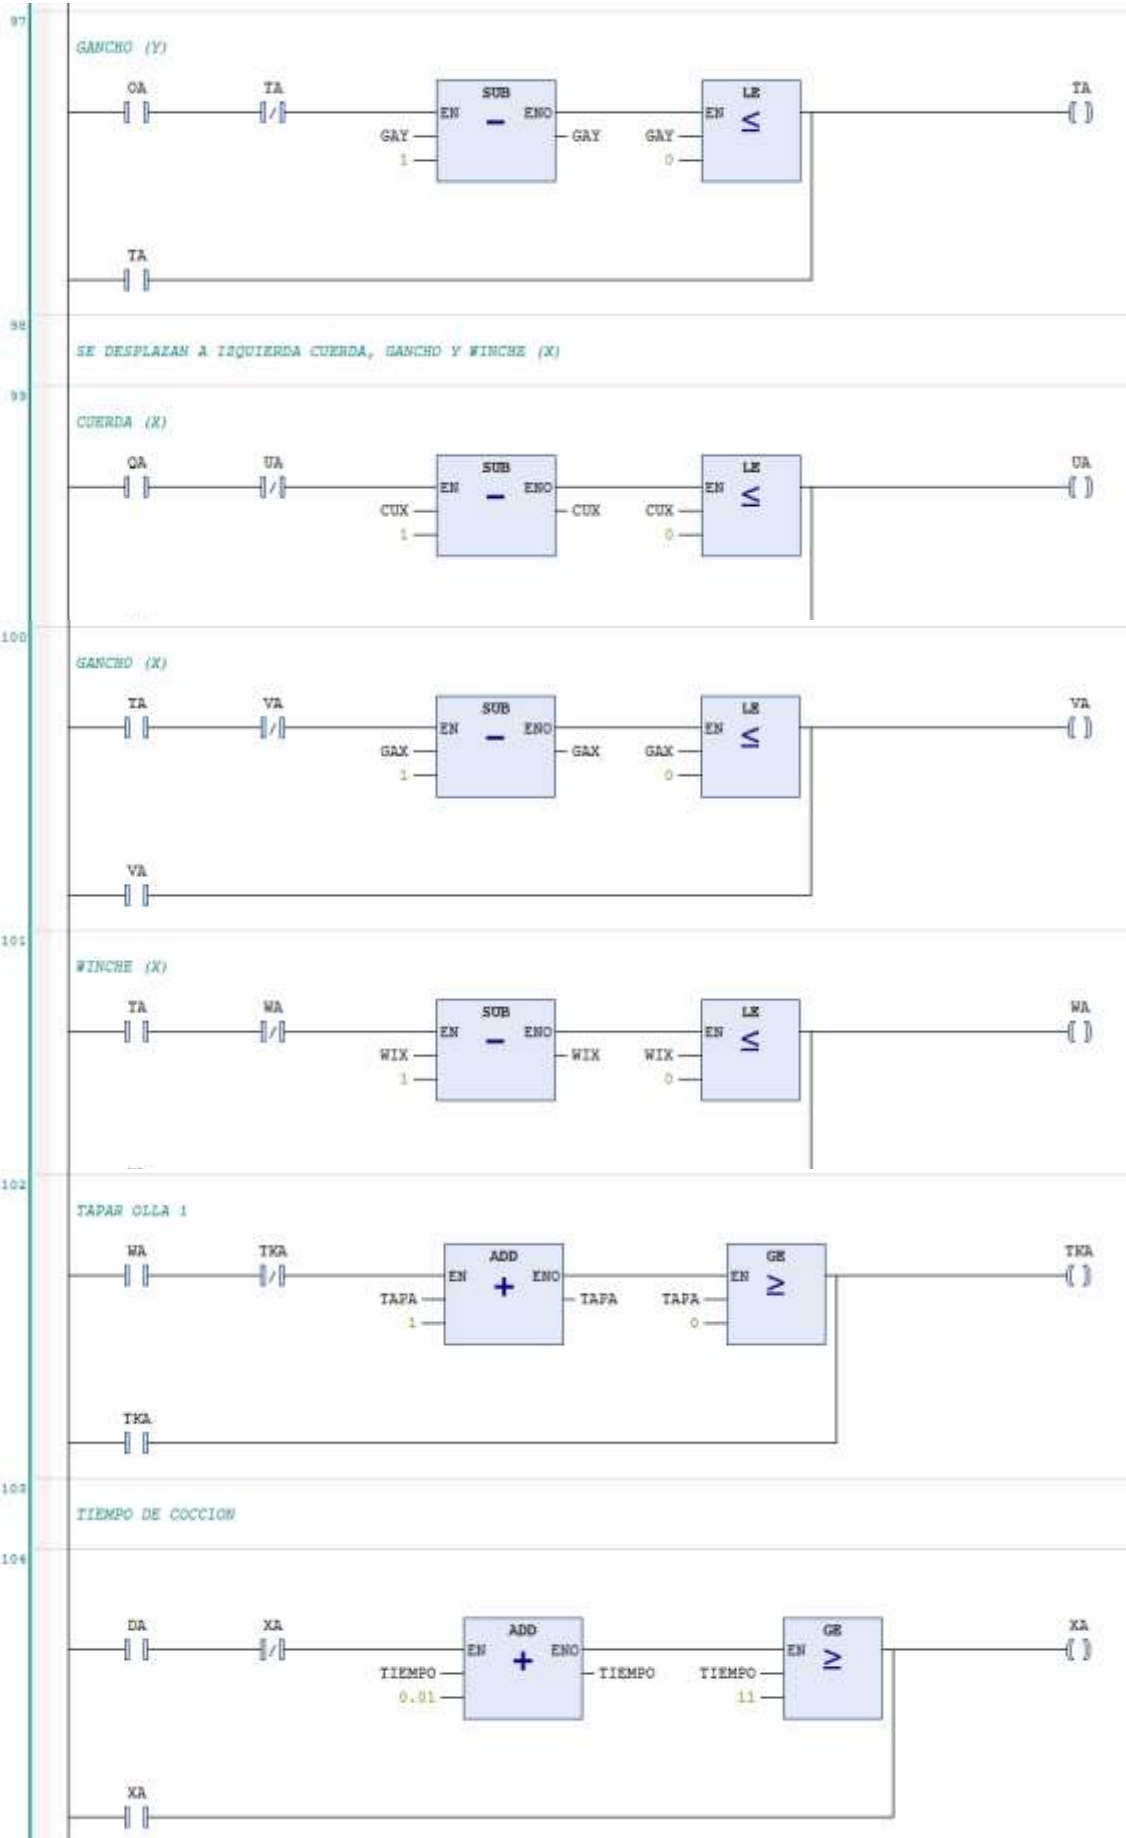 97
GANCHO (Y)
OA TA SUB LE TA
EN ENO EN
GAY GAY GAY
1 0
TA
98
SE DESPLAZAN A IZQUIERDA CUERDA, GANCHO Y WINCHE (X)
99
CUERDA (X)
QA UA SUB LE UA
EN ENO EN
CUX CUX CUX
1 0
100
GANCHO (X)
TA VA SUB LE VA
EN ENO EN
GAX GAX GAX
1 0
VA
101
WINCHE (X)
TA WA SUB LE WA
EN ENO EN
WIX WIX WIX
1 0
102
TAPAR OLLA 1
WA TKA ADD GE TKA
EN ENO EN
TAPA TAPA TAPA
1 0
TKA
103
TIEMPO DE COCCION
104
DA XA ADD GE XA
EN ENO EN
TIEMPO TIEMPO TIEMPO
0.01 11
XA